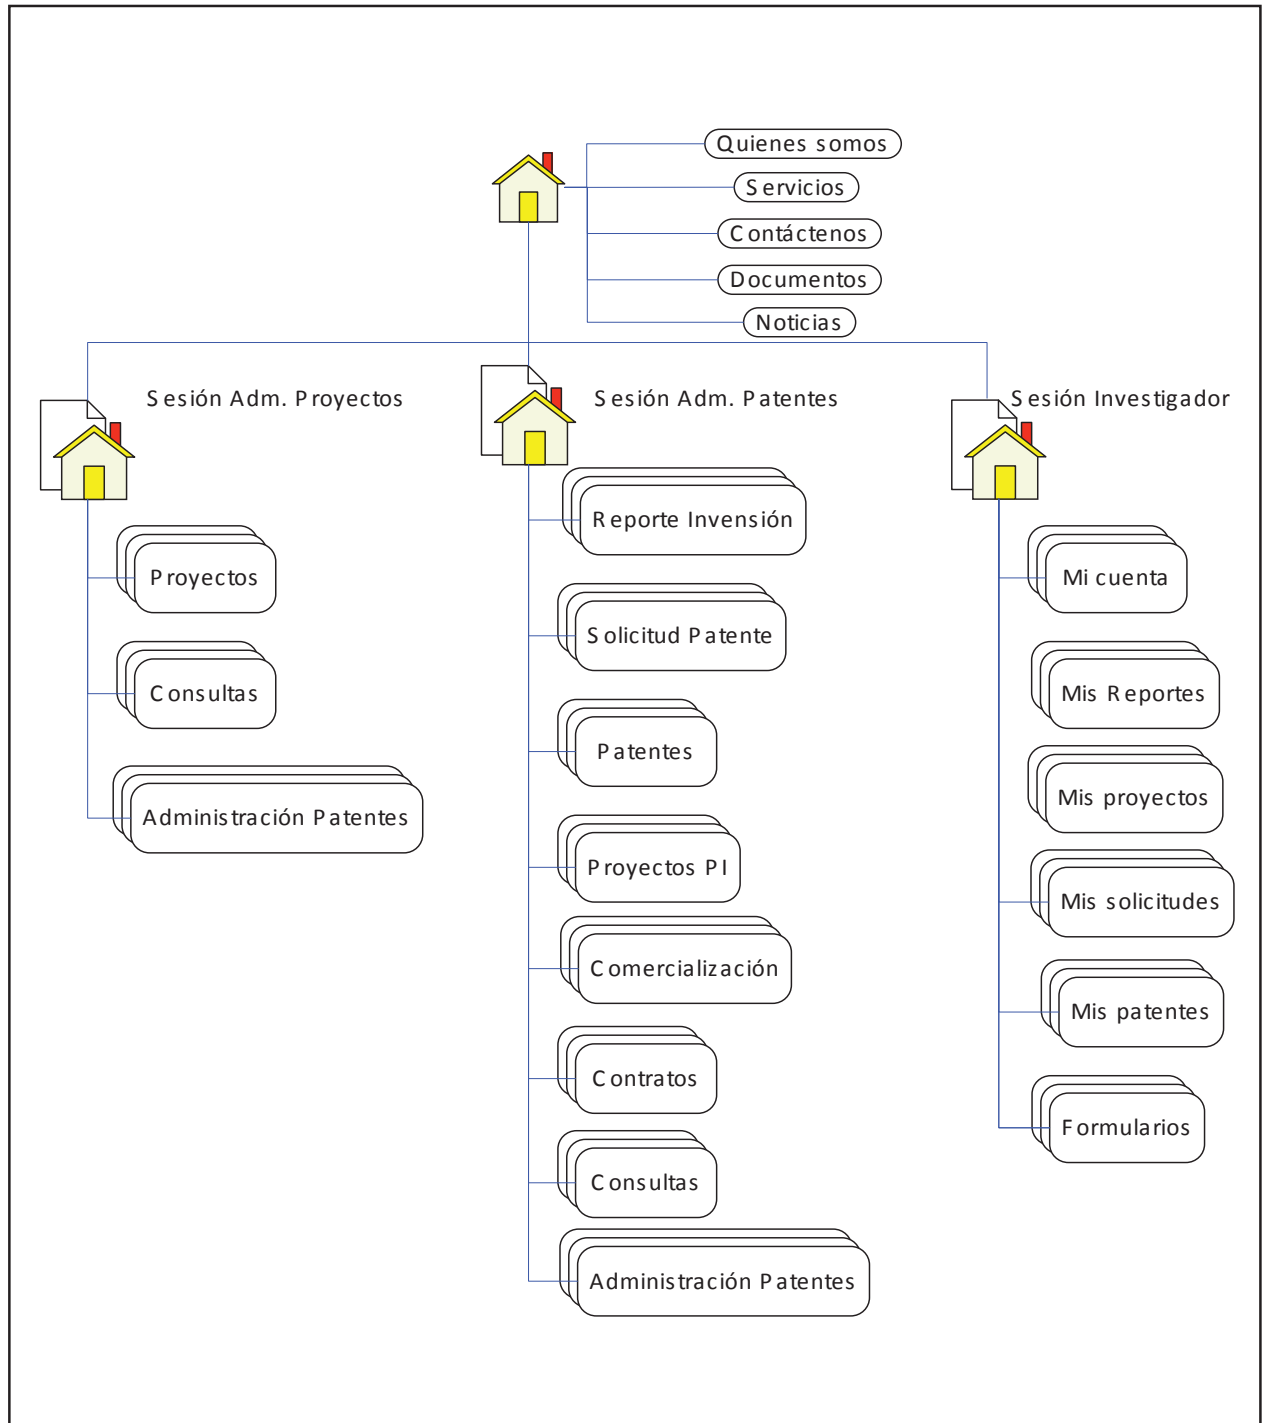 Quienes somos
Servicios
Contáctenos
Documentos
Noticias
Sesión Adm. Proyectos
Sesión Adm. Patentes
Sesión Investigador
Proyectos
Consultas
Administración Patentes
Reporte Invensión
Solicitud Patente
Patentes
Proyectos PI
Comercialización
Contratos
Consultas
Administración Patentes
Mi cuenta
Mis Reportes
Mis proyectos
Mis solicitudes
Mis patentes
Formularios